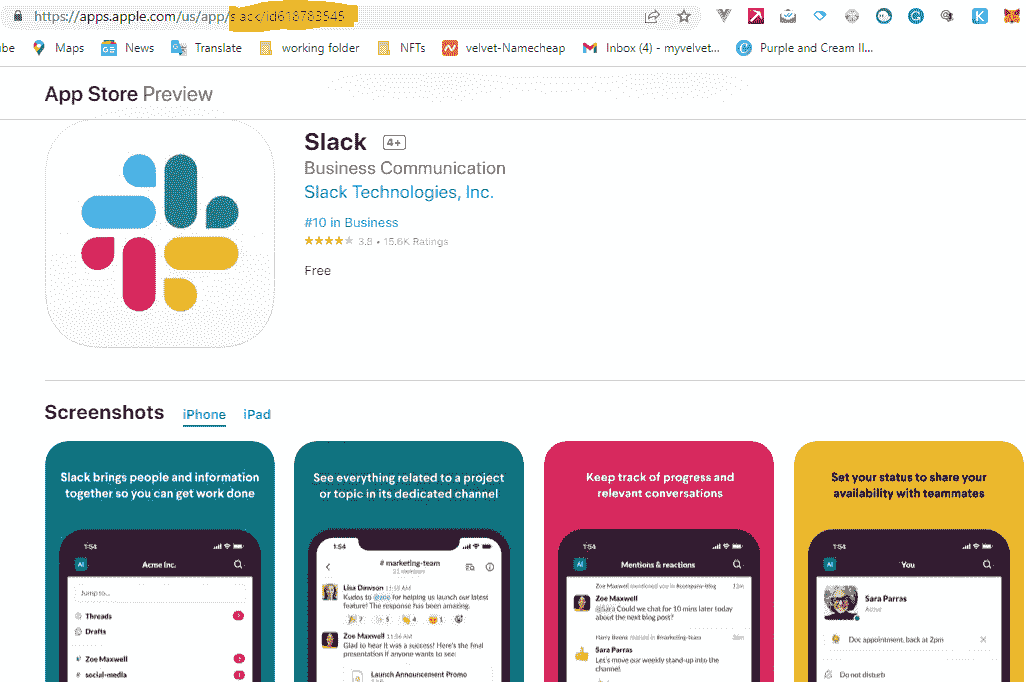 https://apps.apple.com/us/app/slack/id618783545
be Maps News Translate working folder NFTs velvet-Namecheap Inbox (4) - myvelvet... Purple and Cream Il...
App Store Preview
Slack 4+
Business Communication
Slack Technologies, Inc.
#10 in Business
3.8 • 15.6K Ratings
Free
Screenshots iPhone iPad
Slack brings people and information
together so you can get work done
1:54
AI Acme Inc.
Jump to...
Threads
Drafts
Zoe Maxwell
social-media
See everything related to a project
or topic in its dedicated channel
1:54
# marketing-team
Lisa Dawson 11:53 AM
Kudos to @zoe for helping us launch our latest
feature! The response has been amazing.
Zoe Maxwell 11:56 AM
Glad to hear it was a success! Here's the final
presentation if anyone wants to see:
Launch Announcement Promo
Keep track of progress and
relevant conversations
1:54
AI Mentions & reactions
Zoe Maxwell mentioned you in
Zoe Maxwell
@Sara Could we chat for 10 mins later today
about the next blog post?
reacted in #marketing-team
Sara Parras
Let's move our weekly stand-up into the
channel!
Set your status to share your
availability with teammates
1:54
AI You
Sara Parras
Active
Doc appointment, back at 2pm
Do not disturb